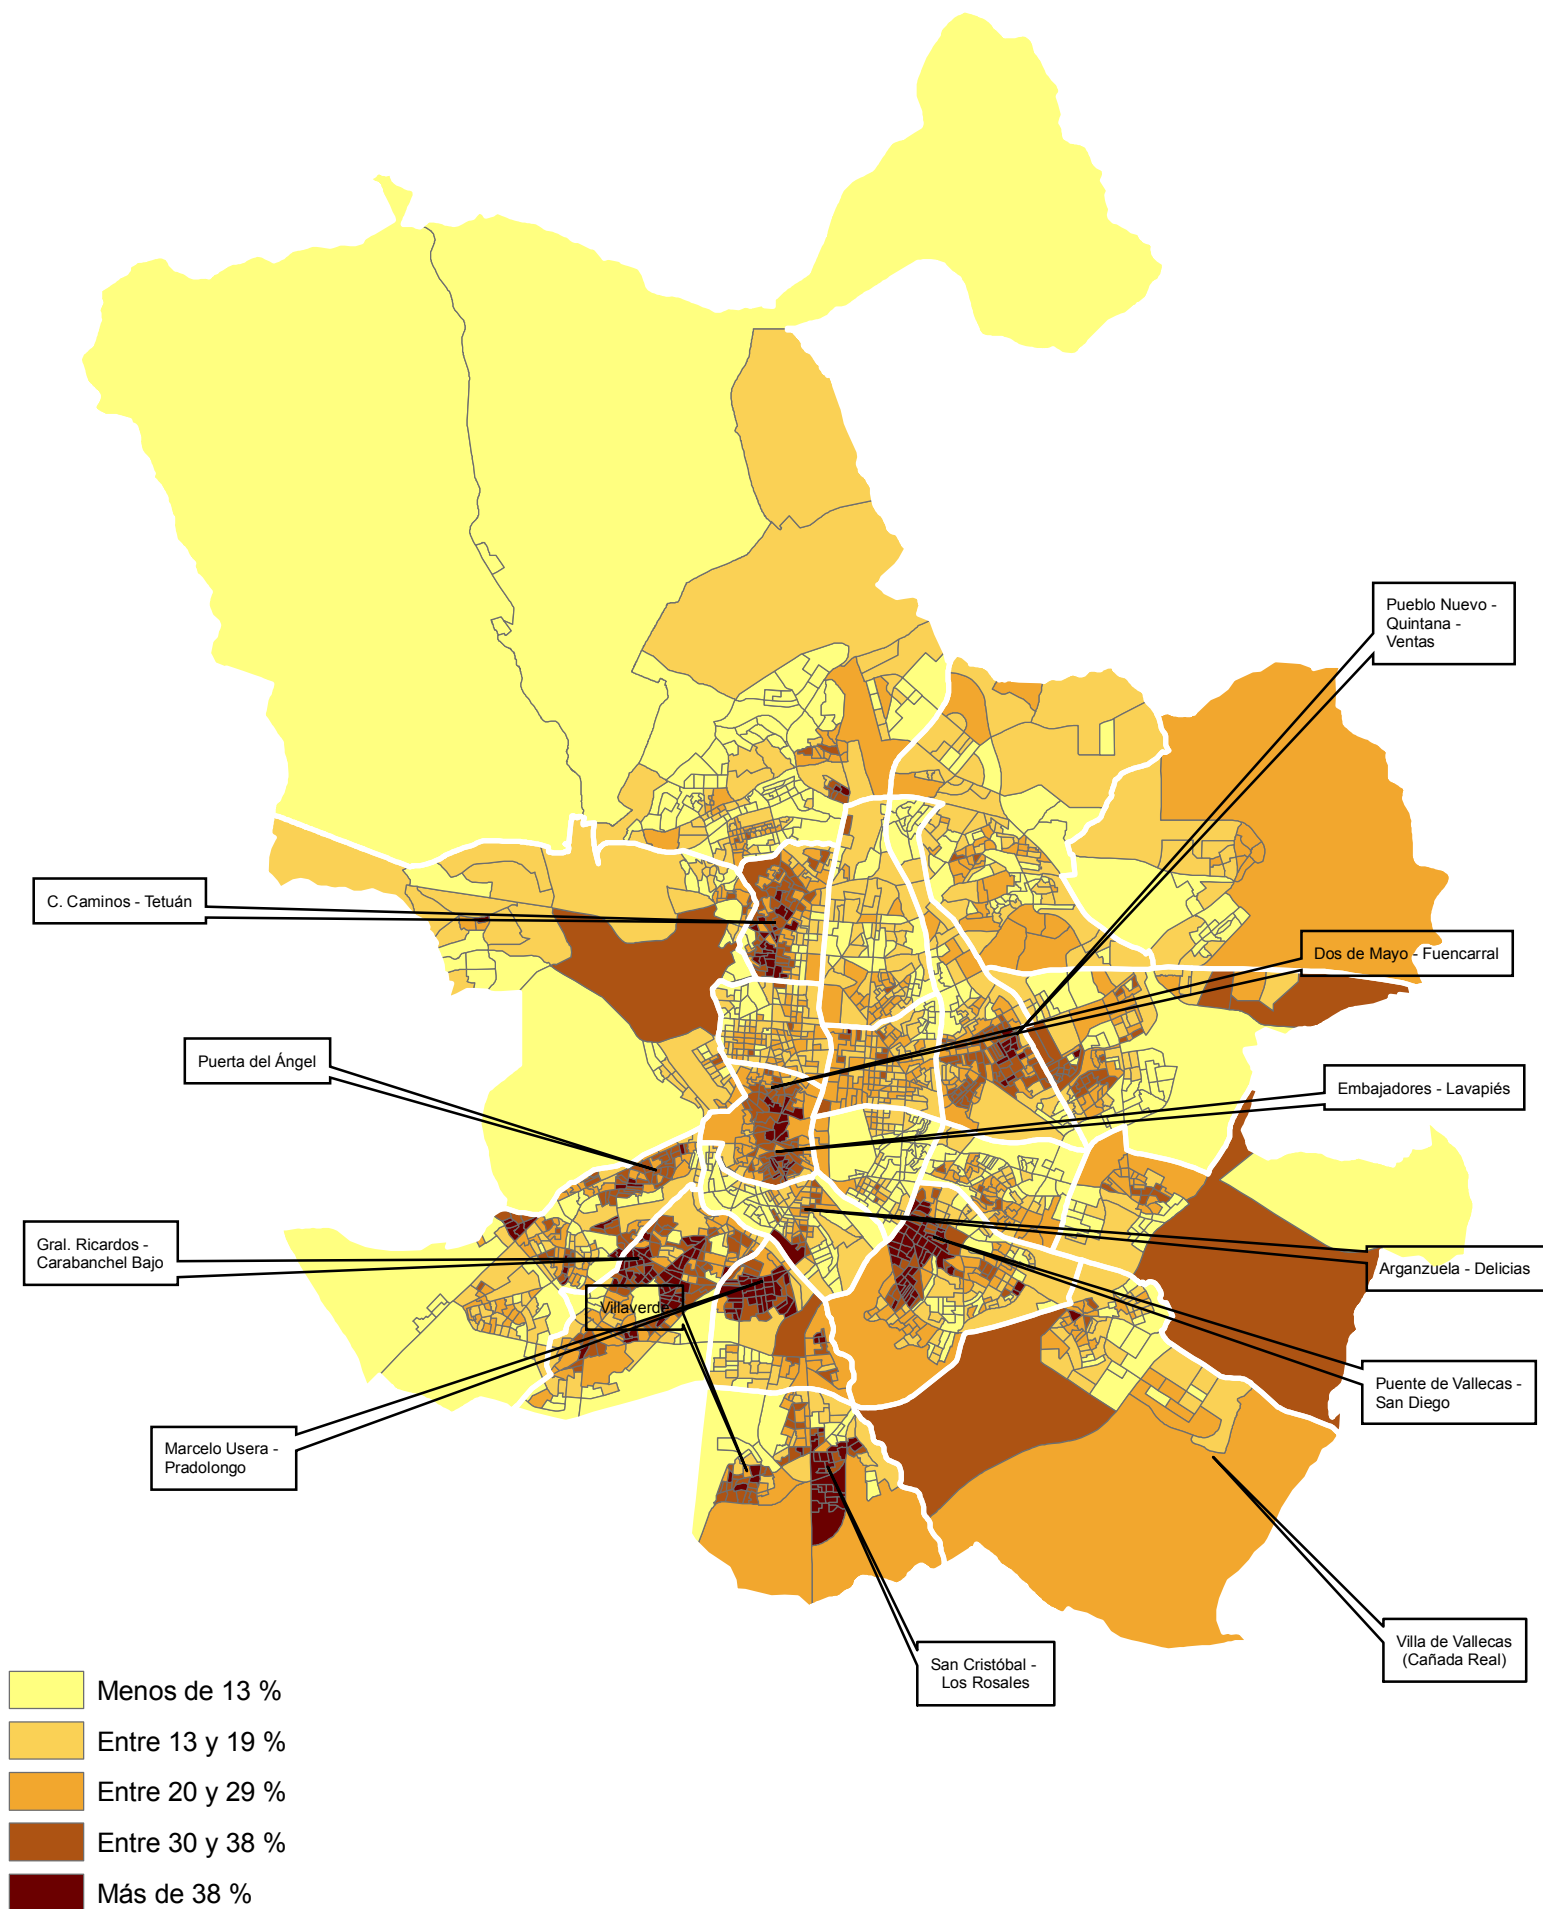 Pueblo Nuevo -
Quintana -
Ventas
C. Caminos - Tetuán
Dos de Mayo - Fuencarral
Puerta del Ángel
Embajadores - Lavapiés
Gral. Ricardos -
Carabanchel Bajo
Arganzuela - Delicias
Villaverde
Puente de Vallecas -
San Diego
Marcelo Usera -
Pradolongo
Villa de Vallecas
(Cañada Real)
San Cristóbal -
Los Rosales
Menos de 13 %
Entre 13 y 19 %
Entre 20 y 29 %
Entre 30 y 38 %
Más de 38 %